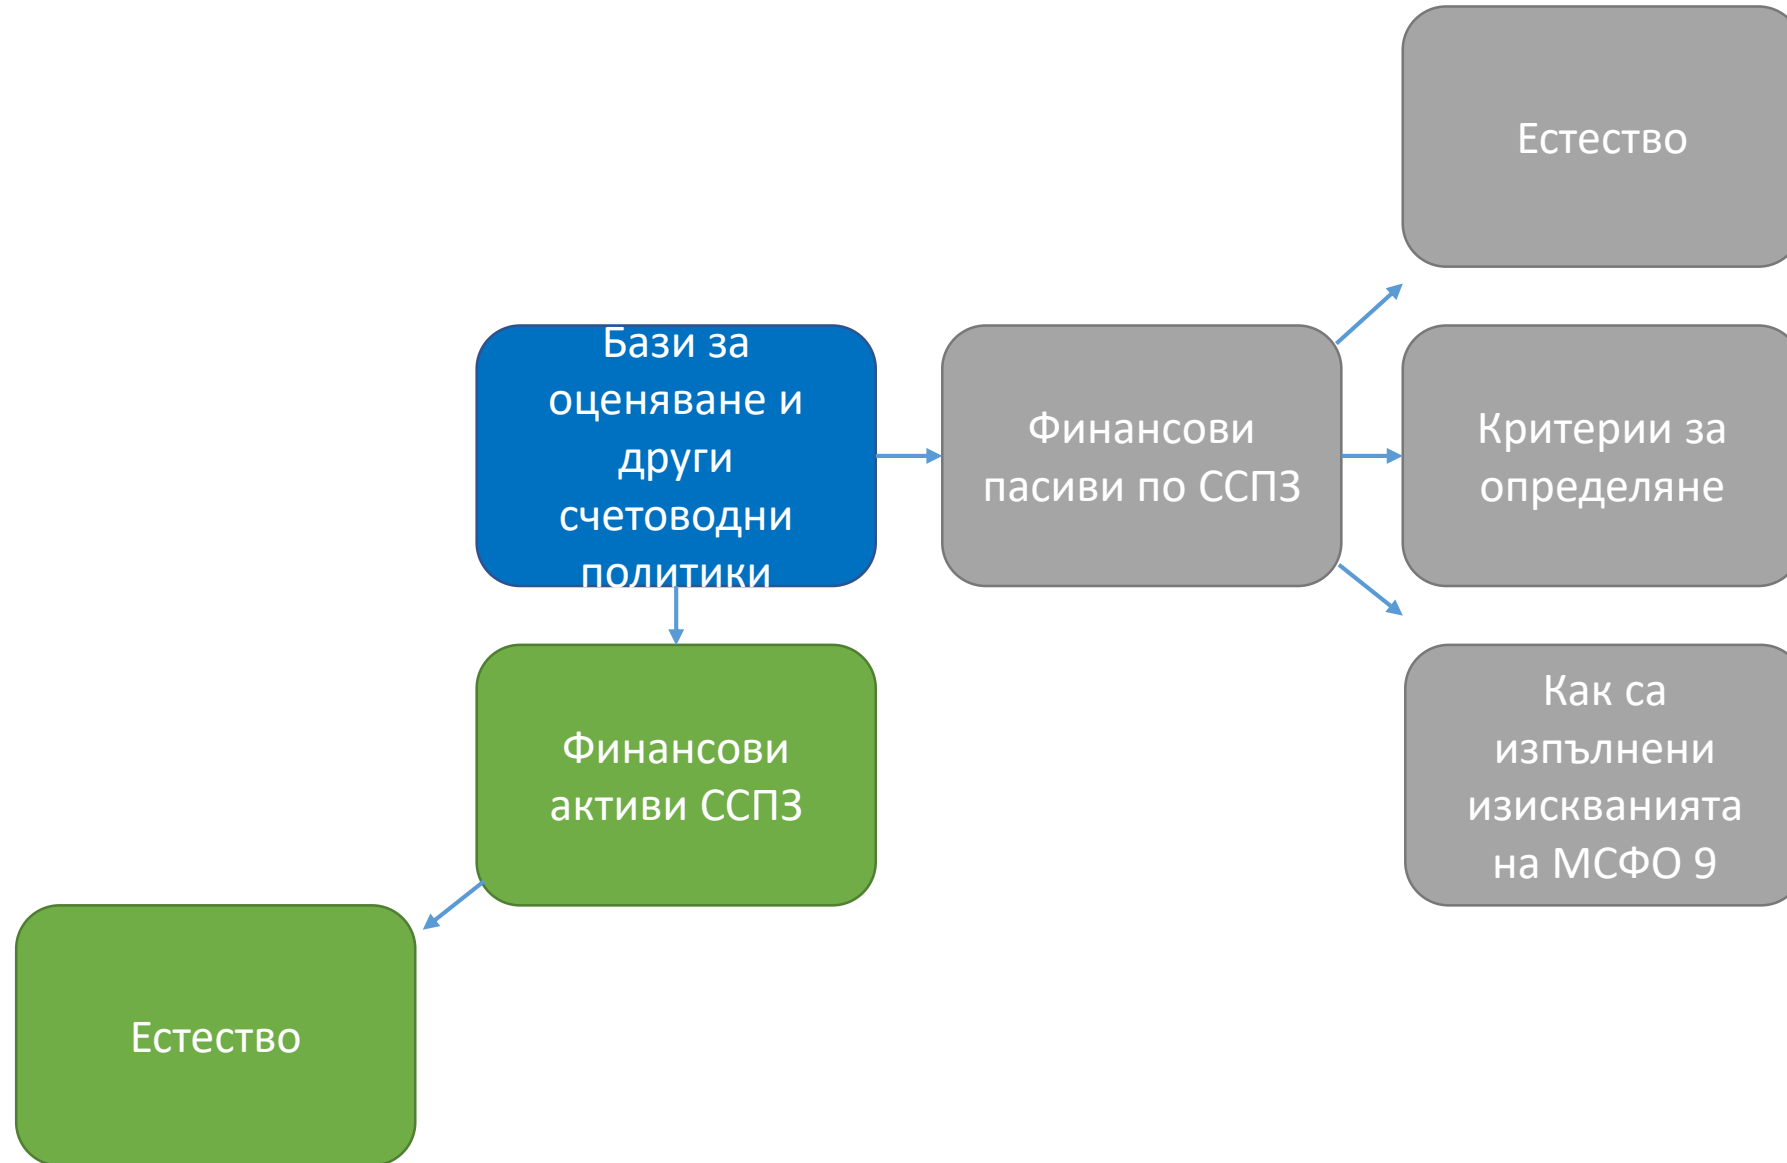 Естество
Бази за
оценяване и
други
счетоводни
политики
Финансови
пасиви по ССПЗ
Критерии за
определяне
Финансови
активи ССПЗ
Как са
изпълнени
изискванията
на МСФО 9
Естество